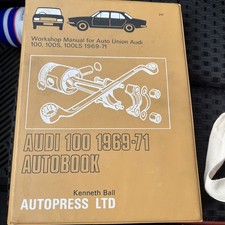 Workshop Manual for Auto Union Audi
100, 100S, 100LS 1969-71
AUDI 100 1969-71
AUTOBOOK
Kenneth Ball
AUTOPRESS LTD